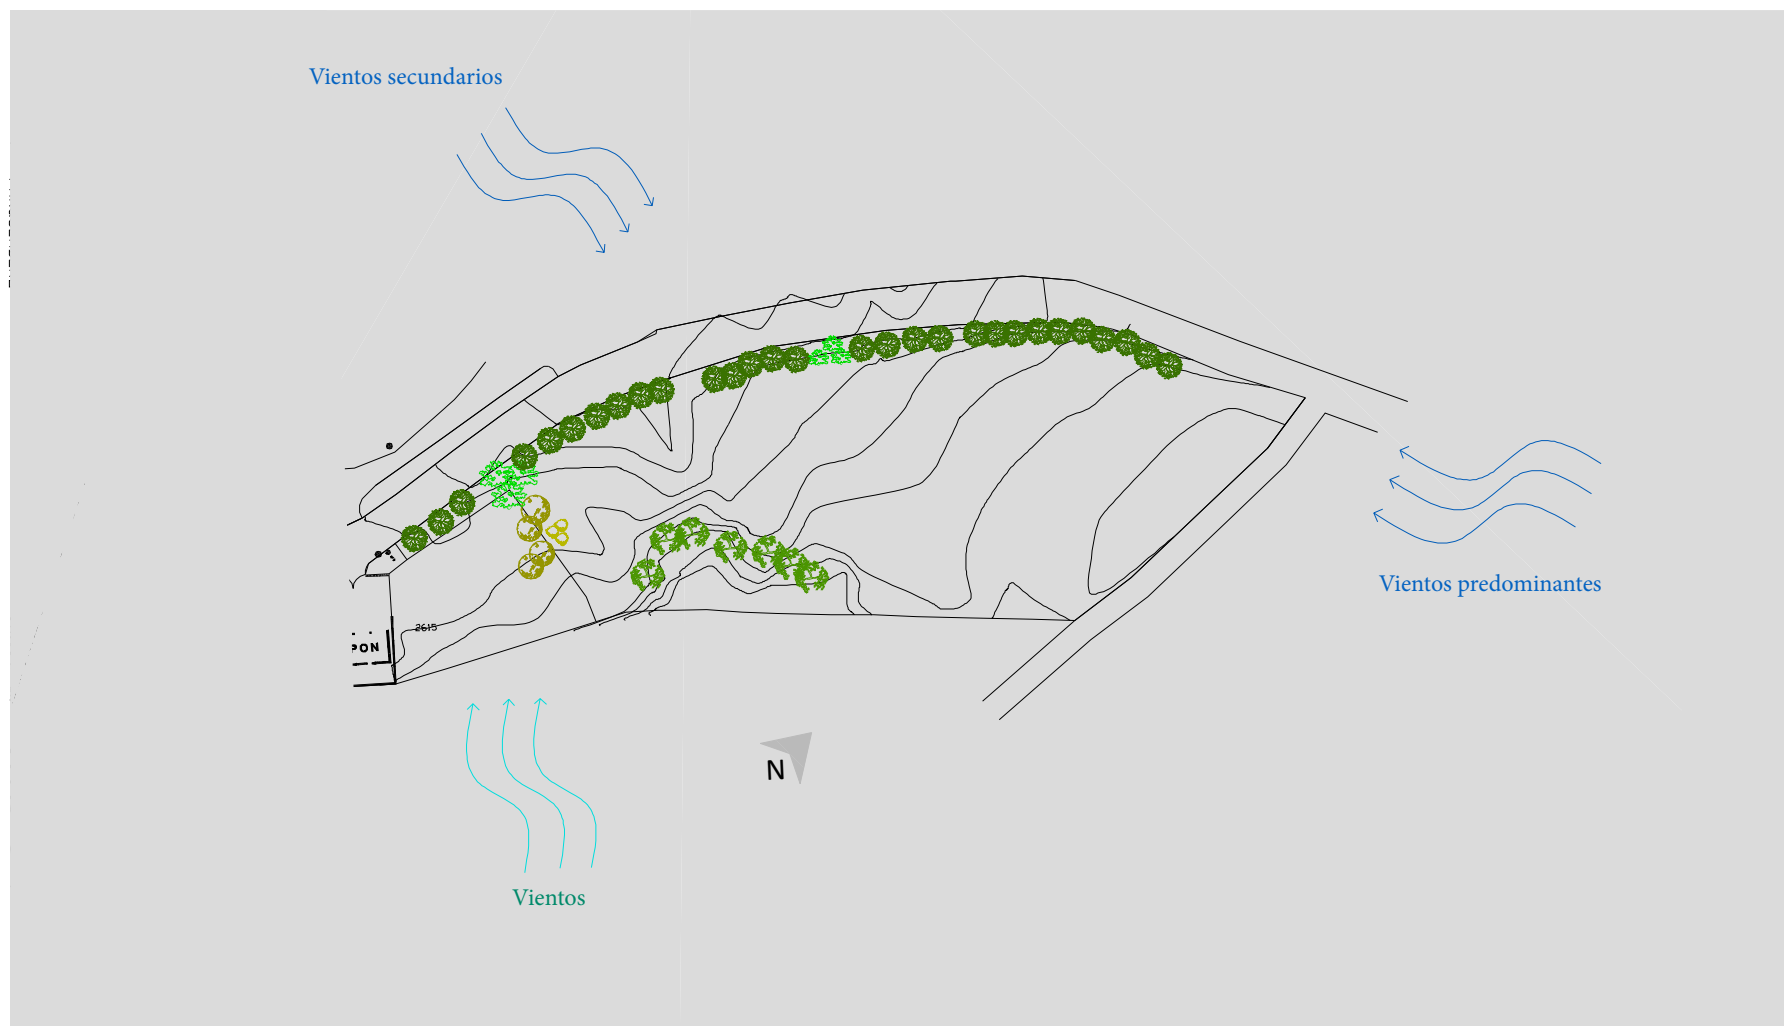 Vientos secundarios
Vientos predominantes
2615
PON
N
Vientos